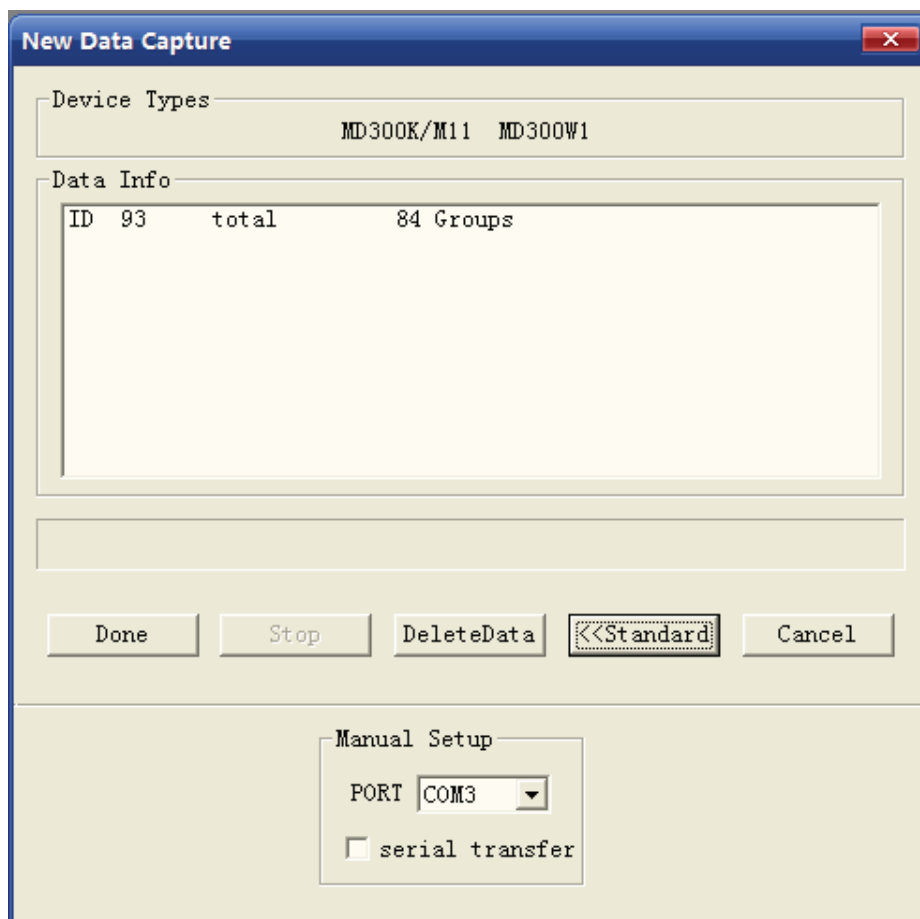 New Data Capture
Device Types
MD300K/M11 MD300W1
Data Info
ID 93 total 84 Groups
Done Stop DeleteData <<Standard Cancel
Manual Setup
PORT COM3
serial transfer